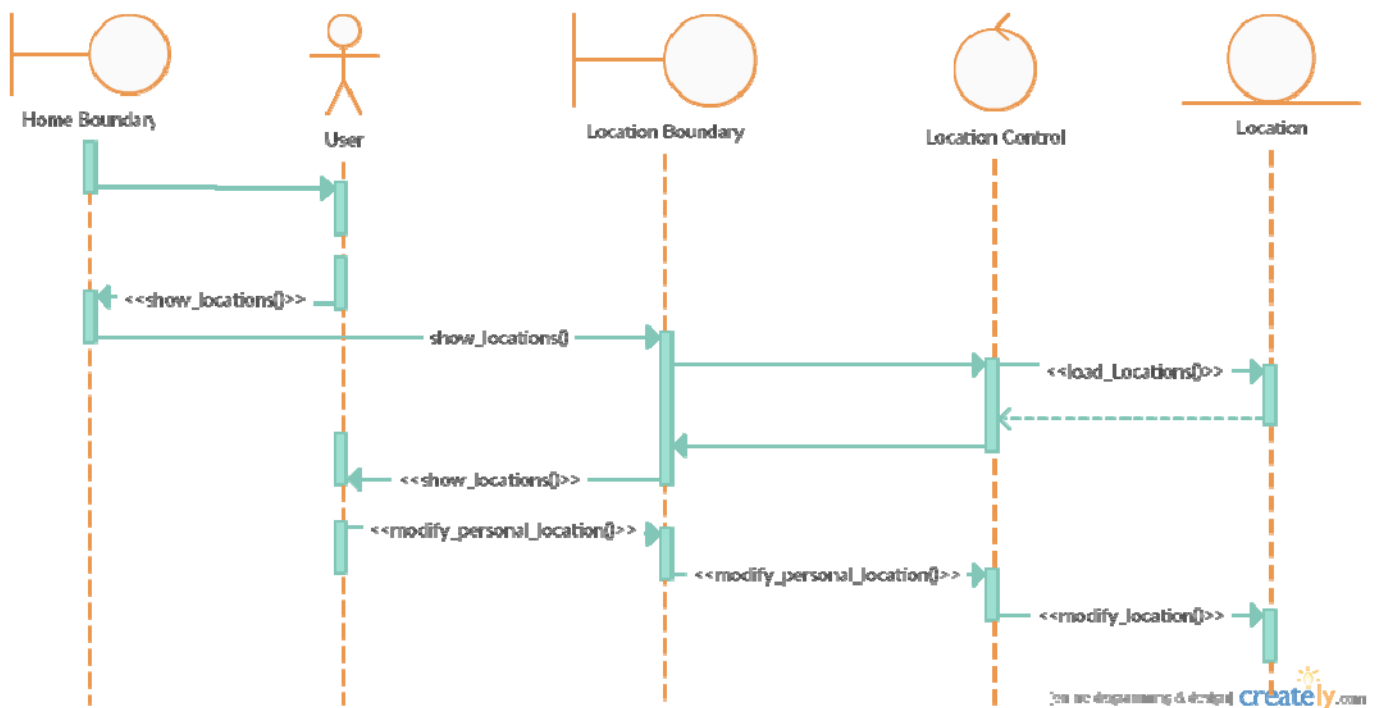 Home Boundary
User
Location Boundary
Location Control
Location
<<show_locations()>>
show_locations()
<<load_Locations()>>
<<show_locations()>>
<<modify_personal_location()>>
<<modify_personal_location()>>
<<modify_location()>>
creately.com